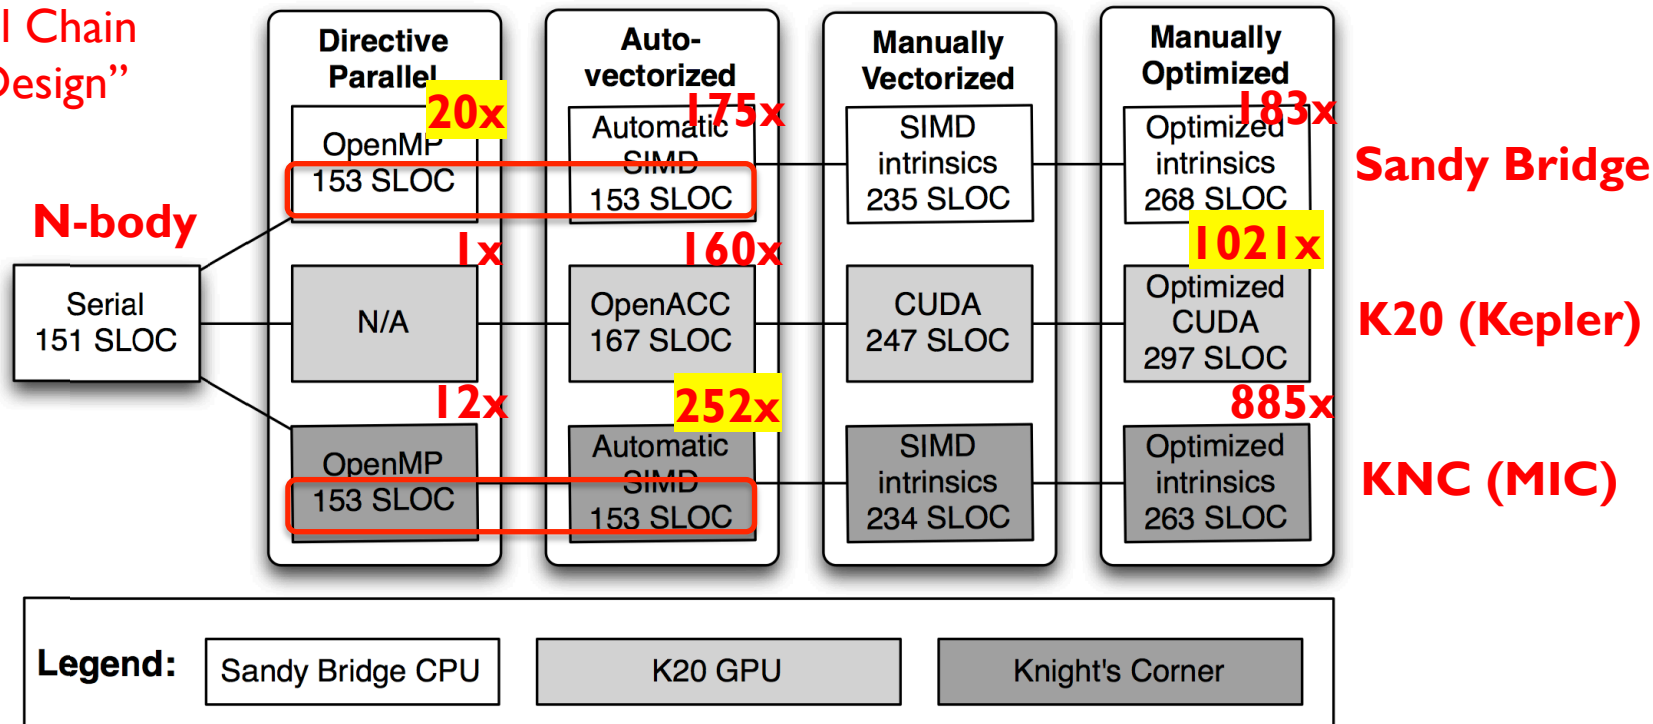 l Chain
Design”
Directive
Parallel
Auto-
vectorized
Manually
Vectorized
Manually
Optimized
20x
175x
183x
OpenMP
153 SLOC
Automatic
SIMD
153 SLOC
SIMD
intrinsics
235 SLOC
Optimized
intrinsics
268 SLOC
Sandy Bridge
N-body
1x
160x
1021x
Serial
151 SLOC
N/A
OpenACC
167 SLOC
CUDA
247 SLOC
Optimized
CUDA
297 SLOC
K20 (Kepler)
12x
252x
885x
OpenMP
153 SLOC
Automatic
SIMD
153 SLOC
SIMD
intrinsics
234 SLOC
Optimized
intrinsics
263 SLOC
KNC (MIC)
Legend:
Sandy Bridge CPU
K20 GPU
Knight's Corner